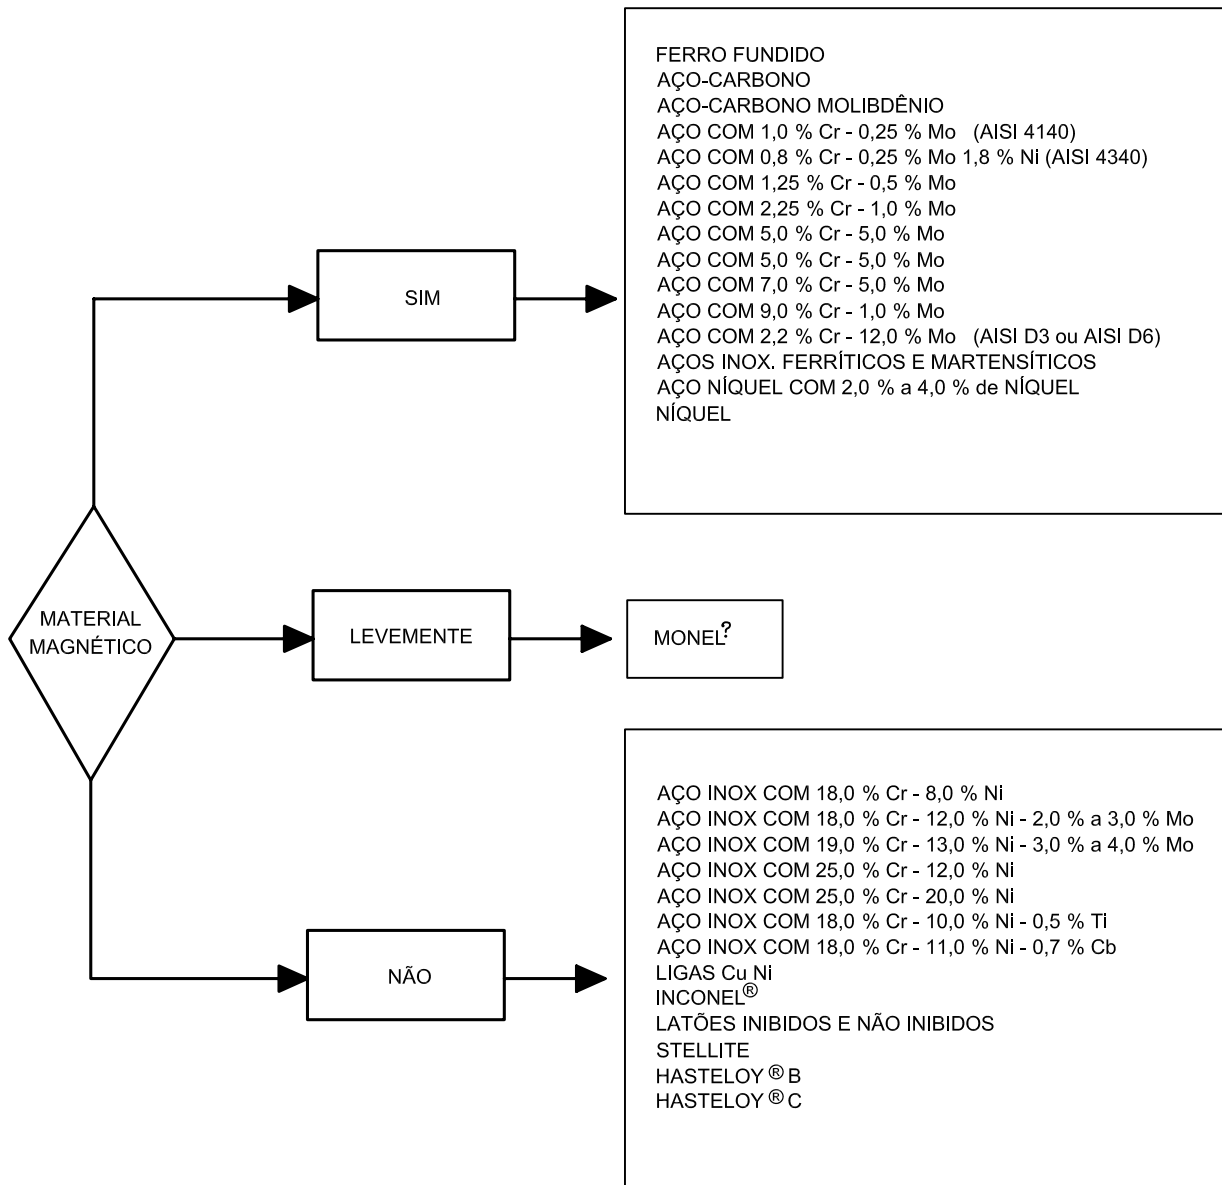 FERRO FUNDIDO
AÇO-CARBONO
AÇO-CARBONO MOLIBDÊNIO
AÇO COM 1,0 % Cr - 0,25 % Mo (AISI 4140)
AÇO COM 0,8 % Cr - 0,25 % Mo 1,8 % Ni (AISI 4340)
AÇO COM 1,25 % Cr - 0,5 % Mo
AÇO COM 2,25 % Cr - 1,0 % Mo
AÇO COM 5,0 % Cr - 5,0 % Mo
AÇO COM 5,0 % Cr - 5,0 % Mo
AÇO COM 7,0 % Cr - 5,0 % Mo
AÇO COM 9,0 % Cr - 1,0 % Mo
AÇO COM 2,2 % Cr - 12,0 % Mo (AISI D3 ou AISI D6)
AÇOS INOX. FERRÍTICOS E MARTENSÍTICOS
AÇO NÍQUEL COM 2,0 % a 4,0 % de NÍQUEL
NÍQUEL
SIM
MATERIAL
MAGNÉTICO
LEVEMENTE
MONEL?
NÃO
AÇO INOX COM 18,0 % Cr - 8,0 % Ni
AÇO INOX COM 18,0 % Cr - 12,0 % Ni - 2,0 % a 3,0 % Mo
AÇO INOX COM 19,0 % Cr - 13,0 % Ni - 3,0 % a 4,0 % Mo
AÇO INOX COM 25,0 % Cr - 12,0 % Ni
AÇO INOX COM 25,0 % Cr - 20,0 % Ni
AÇO INOX COM 18,0 % Cr - 10,0 % Ni - 0,5 % Ti
AÇO INOX COM 18,0 % Cr - 11,0 % Ni - 0,7 % Cb
LIGAS Cu Ni
INCONEL®
LATÕES INIBIDOS E NÃO INIBIDOS
STELLITE
HASTELOY ® B
HASTELOY ® C